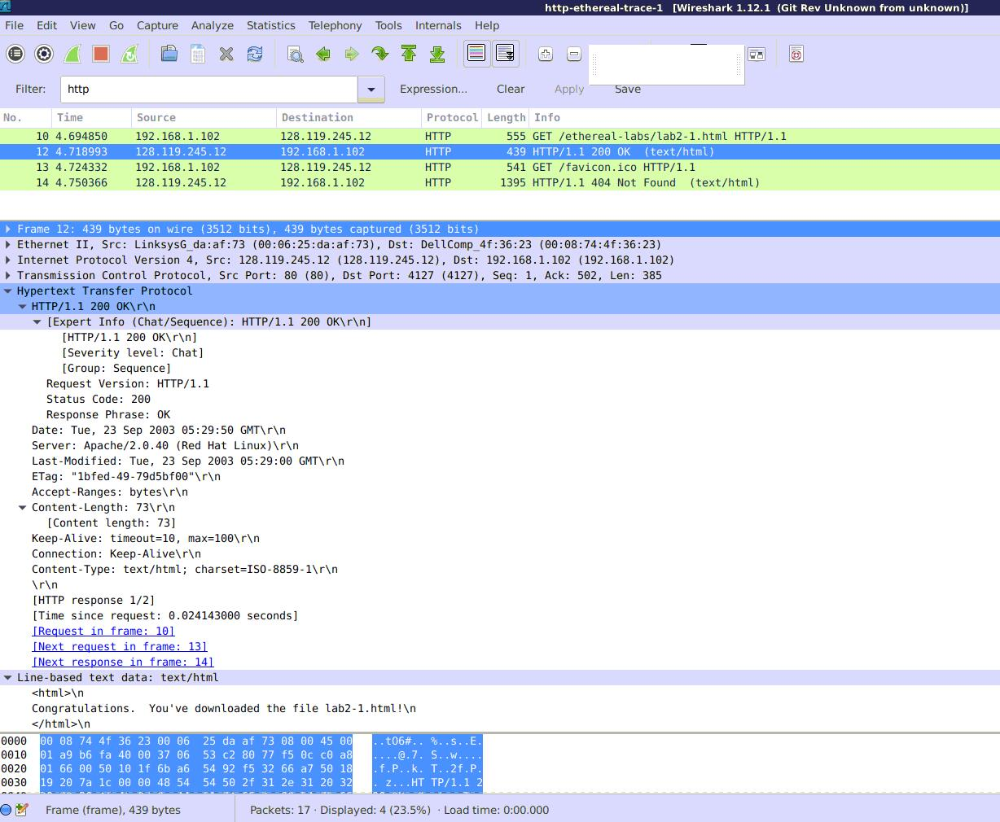 http-ethereal-trace-1 [Wireshark 1.12.1 (Git Rev Unknown from unknown)]
File Edit View Go Capture Analyze Statistics Telephony Tools Internals Help
Filter: http Expression... Clear Apply Save
No. Time Source Destination Protocol Length Info
10 4.694850 192.168.1.102 128.119.245.12 HTTP 555 GET /ethereal-labs/lab2-1.html HTTP/1.1
12 4.718993 128.119.245.12 192.168.1.102 HTTP 439 HTTP/1.1 200 OK (text/html)
13 4.724332 192.168.1.102 128.119.245.12 HTTP 541 GET /favicon.ico HTTP/1.1
14 4.750366 128.119.245.12 192.168.1.102 HTTP 1395 HTTP/1.1 404 Not Found (text/html)
Frame 12: 439 bytes on wire (3512 bits), 439 bytes captured (3512 bits)
Ethernet II, Src: LinksysG_da:af:73 (00:06:25:da:af:73), Dst: DellComp_4f:36:23 (00:08:74:4f:36:23)
Internet Protocol Version 4, Src: 128.119.245.12 (128.119.245.12), Dst: 192.168.1.102 (192.168.1.102)
Transmission Control Protocol, Src Port: 80 (80), Dst Port: 4127 (4127), Seq: 1, Ack: 502, Len: 385
Hypertext Transfer Protocol
HTTP/1.1 200 OK\r\n
[Expert Info (Chat/Sequence): HTTP/1.1 200 OK\r\n]
[HTTP/1.1 200 OK\r\n]
[Severity level: Chat]
[Group: Sequence]
Request Version: HTTP/1.1
Status Code: 200
Response Phrase: OK
Date: Tue, 23 Sep 2003 05:29:50 GMT\r\n
Server: Apache/2.0.40 (Red Hat Linux)\r\n
Last-Modified: Tue, 23 Sep 2003 05:29:00 GMT\r\n
ETag: "1bfed-49-79d5bf00"\r\n
Accept-Ranges: bytes\r\n
Content-Length: 73\r\n
[Content length: 73]
Keep-Alive: timeout=10, max=100\r\n
Connection: Keep-Alive\r\n
Content-Type: text/html; charset=ISO-8859-1\r\n
\r\n
[HTTP response 1/2]
[Time since request: 0.024143000 seconds]
[Request in frame: 10]
[Next request in frame: 13]
[Next response in frame: 14]
Line-based text data: text/html
<html>\n
Congratulations.  You've downloaded the file lab2-1.html!\n
</html>\n
0000 00 08 74 4f 36 23 00 06 25 da af 73 08 00 45 00 ..tO6#.. %..s..E.
0010 01 a9 b6 fa 40 00 37 06 53 c2 80 77 f5 0c c0 a8 ....@.7. S..w....
0020 01 66 00 50 10 1f 6b a6 54 92 f5 32 66 a7 50 18 .f.P..k. T..2f.P.
0030 19 20 7a 1c 00 00 48 54 54 50 2f 31 2e 31 20 32 . z...HT TP/1.1 2
Frame (frame), 439 bytes Packets: 17 · Displayed: 4 (23.5%) · Load time: 0:00.000